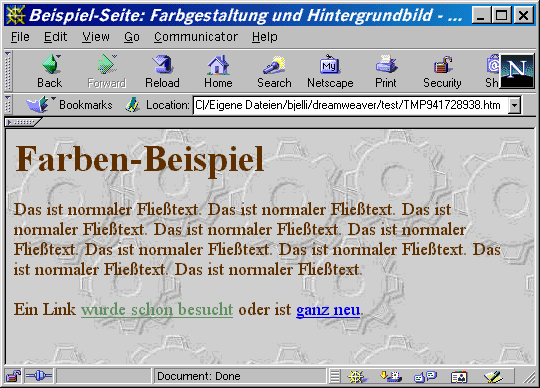 Beispiel-Seite: Farbgestaltung und Hintergrundbild - ...
File Edit View Go Communicator Help
Back Forward Reload Home Search Netscape Print Security Sh
My
N
Bookmarks Location: C|/Eigene Dateien/bjelli/dreamweaver/test/TMP941728938.htm
Farben-Beispiel
Das ist normaler Fließtext. Das ist normaler Fließtext. Das ist
normaler Fließtext. Das ist normaler Fließtext. Das ist normaler
Fließtext. Das ist normaler Fließtext. Das ist normaler Fließtext. Das
ist normaler Fließtext. Das ist normaler Fließtext.
Ein Link wurde schon besucht oder ist ganz neu.
Document: Done